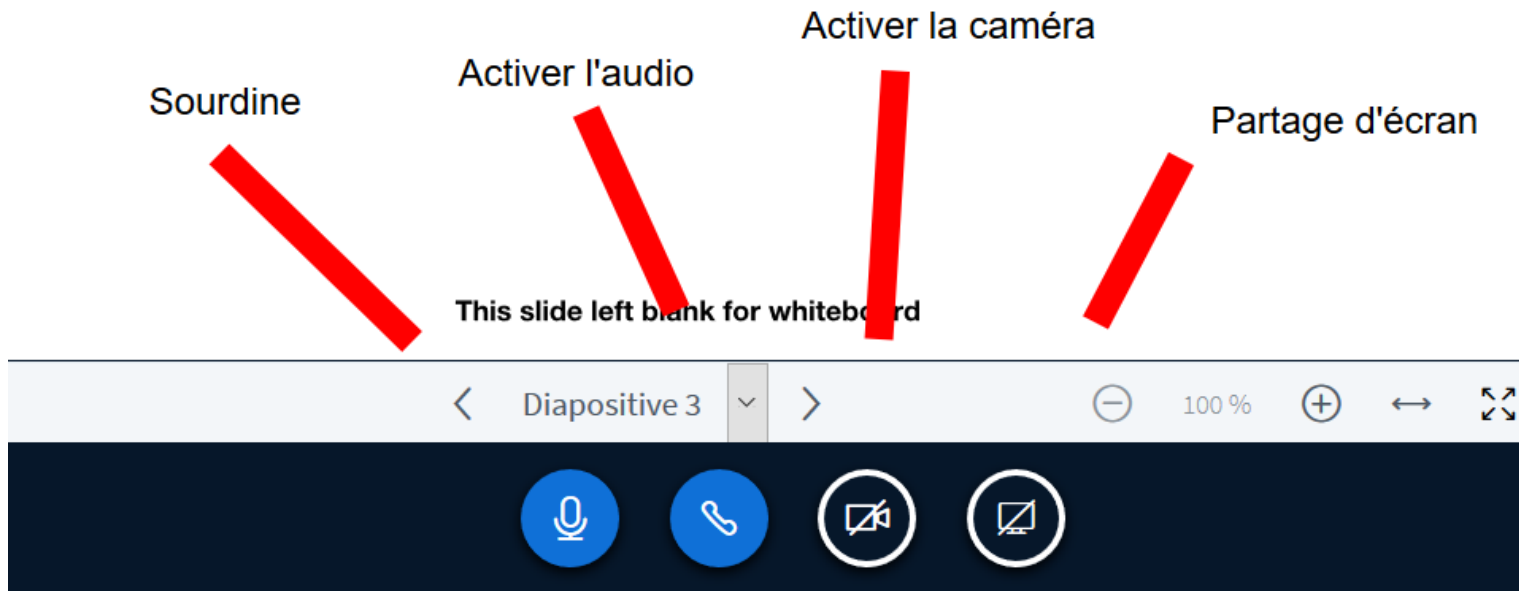 Activer la caméra
Activer l'audio
Sourdine
Partage d'écran
This slide left blank for whiteboard
Diapositive 3
100 %